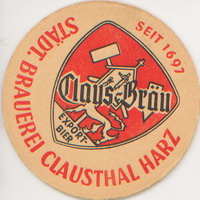 SEIT 1697
Claus-Bräu
EXPORT-
BIER
STÄDT. BRAUEREI CLAUSTHAL HARZ